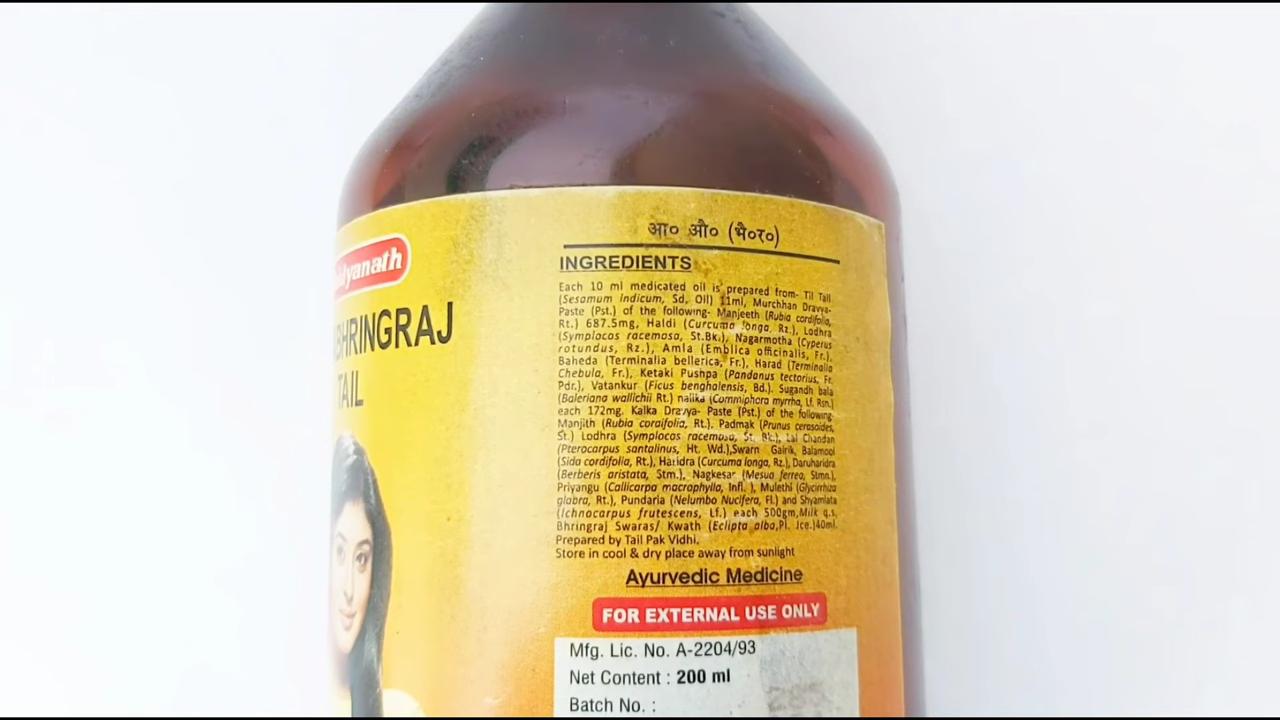 आ० औ० (भै०र०)
INGREDIENTS
Each 10 ml medicated oil is prepared from- Til Tail
(Sesamum Indicum, Sd. Oil) 11ml, Murchhan Dravya-
Paste (Pst.) of the following- Manjeeth (Rubia cordifolia,
Rt.) 687.5mg, Haldi (Curcuma longa, Rz.), Lodhra
(Symplocas racemosa, St.Bk.), Nagarmotha (Cyperus
rotundus, Rz.), Amla (Emblica officinalis, Fr.),
Baheda (Terminalia bellerica, Fr.), Harad (Terminalia
Chebula, Fr.), Ketaki Pushpa (Pandanus tectorius, Fr.
Pdr.), Vatankur (Ficus benghalensis, Bd.). Sugandh bala
(Baleriana wallichii Rt.) nalika (Commiphora myrrha, Lf. Rsn.)
each 172mg. Kalka Dravya- Paste (Pst.) of the following-
Manjith (Rubia coraifolia, Rt.), Padmak (Prunus cerasoides,
St.) Lodhra (Symplocas racemosa, St. Bk.), Lal Chandan
(Pterocarpus santalinus, Ht. Wd.),Swarn Gairik, Balamool
(Sida cordifolia, Rt.), Haridra (Curcuma longa, Rz.), Daruharidra
(Berberis aristata, Stm.), Nagkesar (Mesua ferrea, Stmn.),
Priyangu (Callicarpa macrophylla, Infl. ), Mulethi (Glycirrhiza
glabra, Rt.), Pundaria (Nelumbo Nucifera, Fl.) and Shyamlata
(Ichnocarpus frutescens, Lf.) each 500gm,Milk q.s,
Bhringraj Swaras/ Kwath (Eclipta alba,Pl. Jce.)40ml.
Prepared by Tail Pak Vidhi.
Store in cool & dry place away from sunlight
Ayurvedic Medicine
FOR EXTERNAL USE ONLY
Mfg. Lic. No. A-2204/93
Net Content : 200 ml
Batch No. :
dyanath
BHRINGRAJ
TAIL